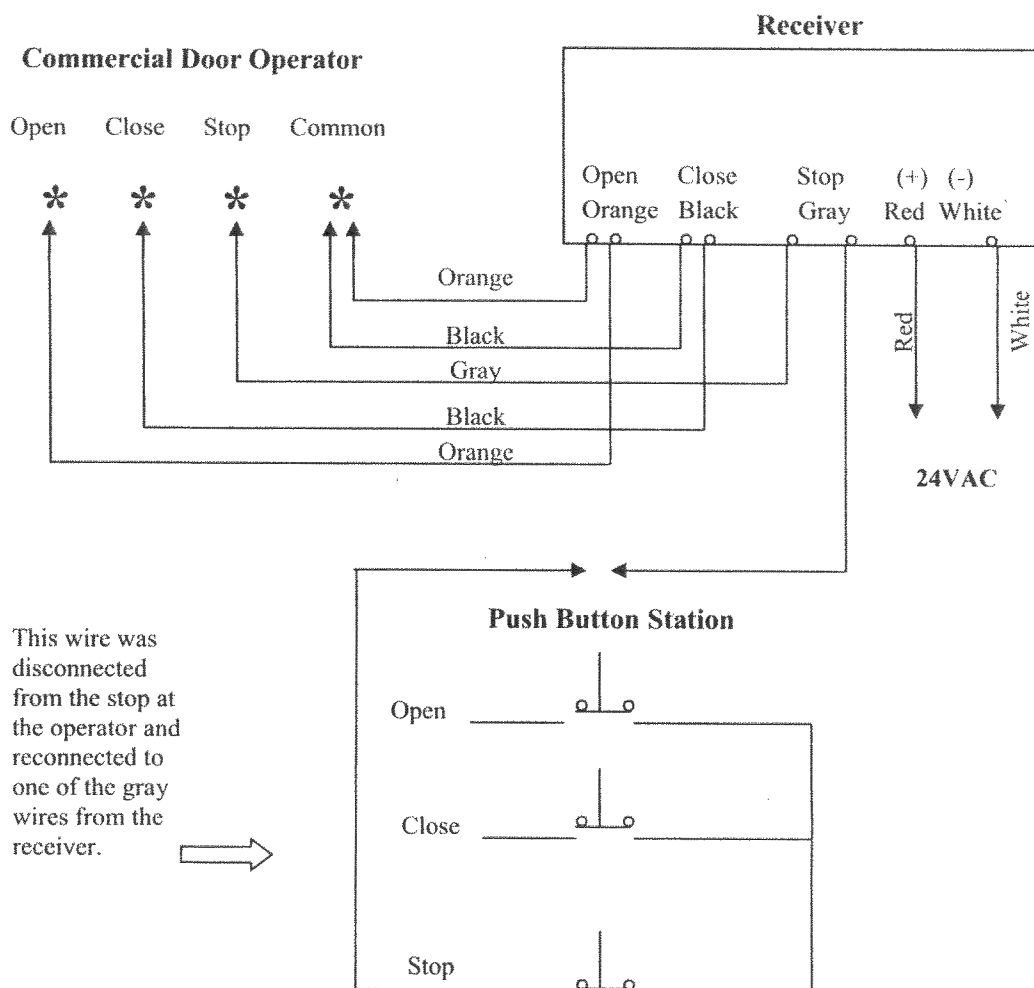 Receiver
Commercial Door Operator
Open Close Stop Common
* * * *
Open Close Stop (+) (-)
Orange Black Gray Red White
Orange
Black
Gray
Black
Orange
Red
White
24VAC
Push Button Station
This wire was
disconnected
from the stop at
the operator and
reconnected to
one of the gray
wires from the
receiver.
Open
Close
Stop